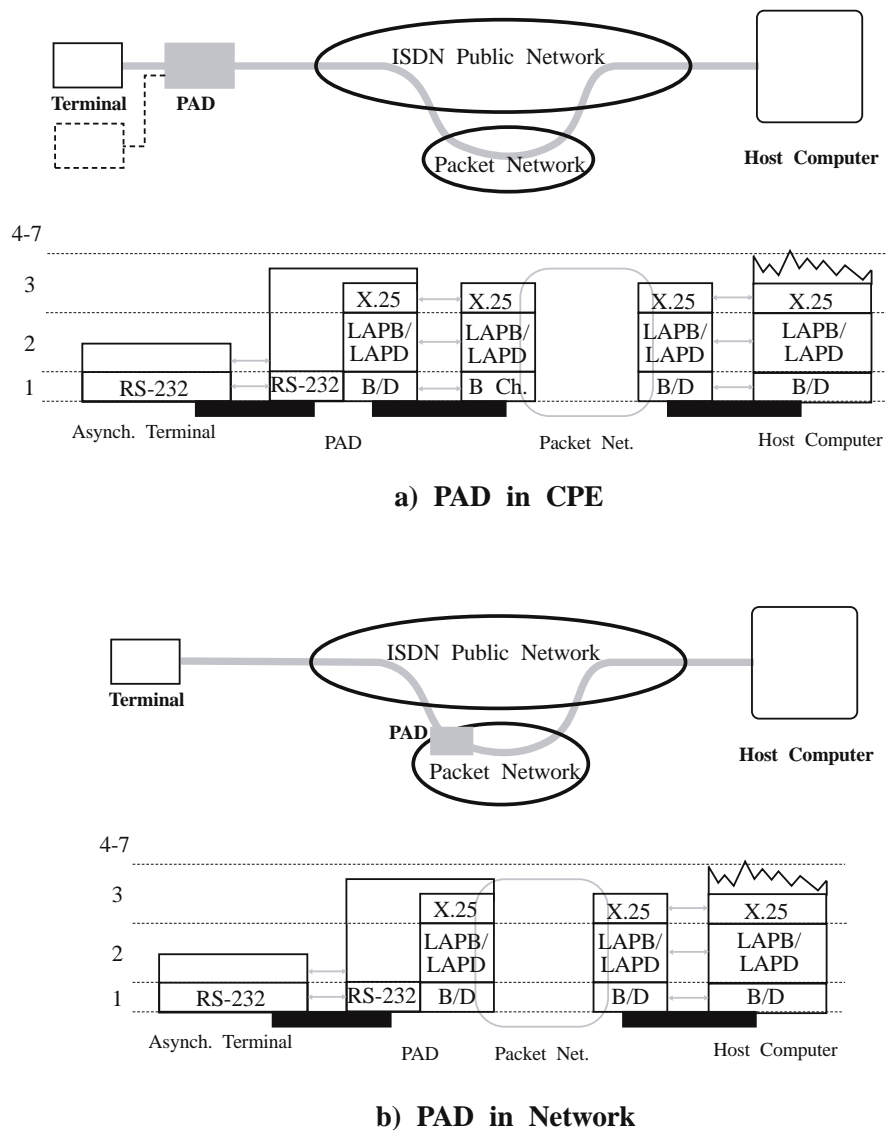 ISDN Public Network
Terminal
PAD
Packet Network
Host Computer
4-7
3
X.25 X.25 X.25 X.25
2
LAPB/ LAPB/ LAPB/ LAPB/
LAPD LAPD LAPD LAPD
1
RS-232 RS-232 B/D B Ch. B/D B/D
Asynch. Terminal
PAD
Packet Net.
Host Computer
a) PAD in CPE
ISDN Public Network
Terminal
PAD
Packet Network
Host Computer
4-7
3
X.25 X.25 X.25
2
LAPB/ LAPB/ LAPB/
LAPD LAPD LAPD
1
RS-232 RS-232 B/D B/D B/D
Asynch. Terminal
PAD
Packet Net.
Host Computer
b) PAD in Network